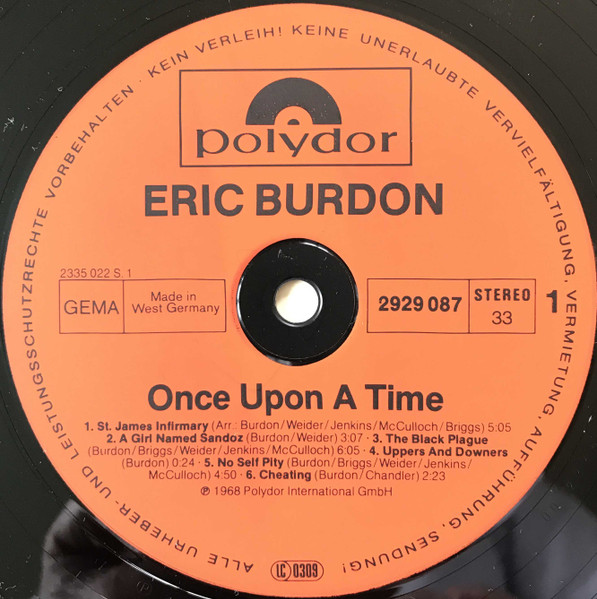 ALLE URHEBER- UND LEISTUNGSSCHUTZRECHTE VORBEHALTEN · KEIN VERLEIH! KEINE UNERLAUBTE VERVIELFÄLTIGUNG, VERMIETUNG, AUFFÜHRUNG, SENDUNG!
polydor
ERIC BURDON
2335 022 S. 1
GEMA
Made in
West Germany
2929 087
STEREO
33
1
Once Upon A Time
1. St. James Infirmary (Arr.: Burdon/Weider/Jenkins/McCulloch/Briggs) 5:05
2. A Girl Named Sandoz (Burdon/Weider) 3:07 · 3. The Black Plague
(Burdon/Briggs/Weider/Jenkins/McCulloch) 6:05 · 4. Uppers And Downers
(Burdon) 0:24 · 5. No Self Pity (Burdon/Briggs/Weider/Jenkins/
McCulloch) 4:50 · 6. Cheating (Burdon/Chandler) 2:23
℗ 1968 Polydor International GmbH
LC 0309